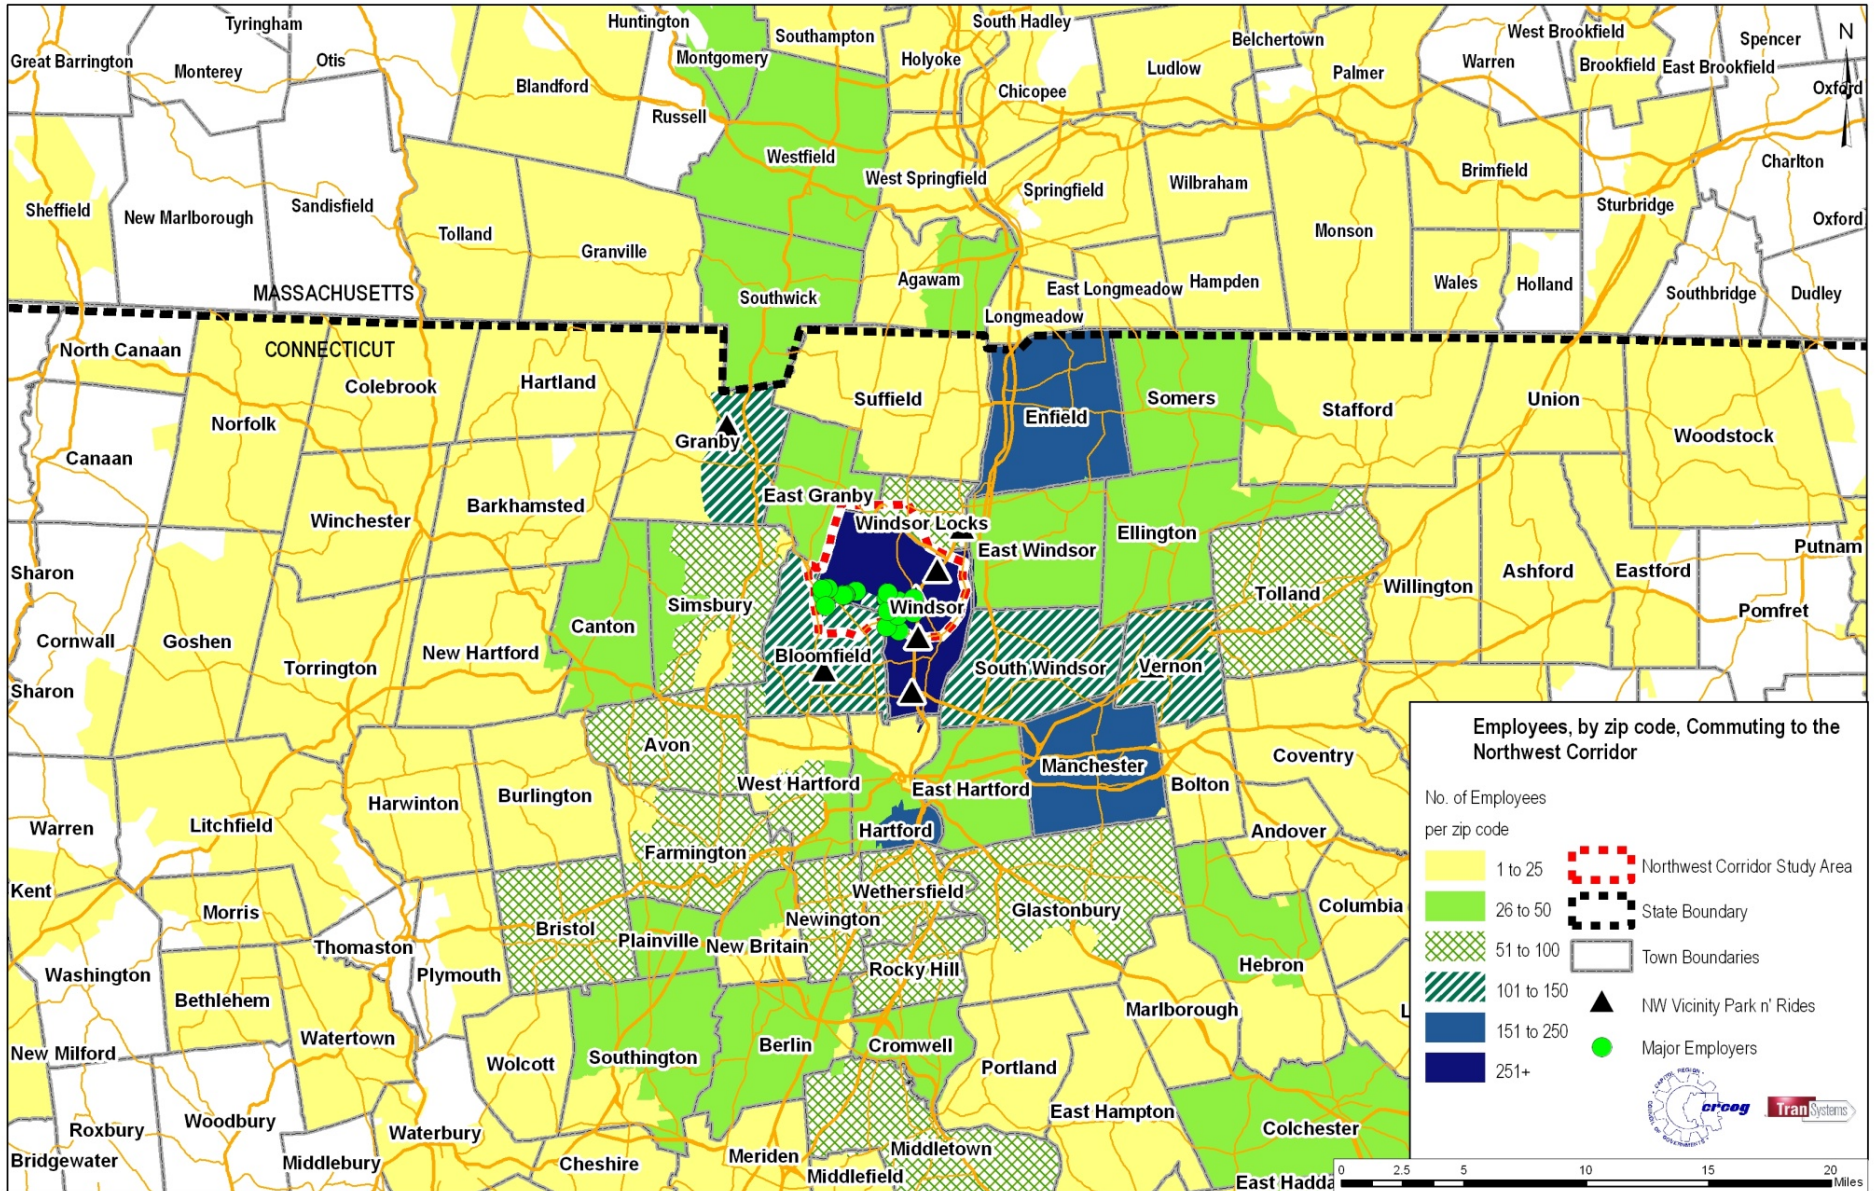 Tyringham
Huntington
South Hadley
Great Barrington
Monterey
Otis
Montgomery
Southampton
Holyoke
Belchertown
West Brookfield
Spencer
N
Blandford
Chicopee
Ludlow
Palmer
Warren
Brookfield
East Brookfield
Oxford
Russell
Westfield
West Springfield
Springfield
Wilbraham
Brimfield
Charlton
Sheffield
New Marlborough
Sandisfield
Tolland
Granville
Monson
Sturbridge
Oxford
Southwick
Agawam
East Longmeadow
Hampden
Wales
Holland
Southbridge
Dudley
MASSACHUSETTS
Longmeadow
CONNECTICUT
North Canaan
Colebrook
Hartland
Suffield
Enfield
Somers
Stafford
Union
Woodstock
Norfolk
Granby
Canaan
Barkhamsted
East Granby
Winchester
Windsor Locks
East Windsor
Ellington
Putnam
Sharon
Simsbury
Windsor
Tolland
Willington
Ashford
Eastford
Pomfret
Cornwall
Goshen
Torrington
New Hartford
Canton
Bloomfield
South Windsor
Vernon
Sharon
Avon
West Hartford
East Hartford
Manchester
Bolton
Coventry
Warren
Litchfield
Harwinton
Burlington
Hartford
Andover
Farmington
Kent
Morris
Wethersfield
Columbia
Thomaston
Bristol
Plainville
New Britain
Newington
Glastonbury
Washington
Plymouth
Rocky Hill
Hebron
Bethlehem
Marlborough
L
New Milford
Watertown
Wolcott
Southington
Berlin
Cromwell
Portland
Roxbury
Woodbury
Waterbury
East Hampton
Colchester
Bridgewater
Middlebury
Cheshire
Meriden
Middletown
Middlefield
East Hadda
Employees, by zip code, Commuting to the
Northwest Corridor
No. of Employees
per zip code
1 to 25
26 to 50
51 to 100
101 to 150
151 to 250
251+
Northwest Corridor Study Area
State Boundary
Town Boundaries
NW Vicinity Park n' Rides
Major Employers
CAPITOL REGION
COUNCIL OF GOVERNMENTS
crcog
TranSystems
0 2.5 5 10 15 20
Miles